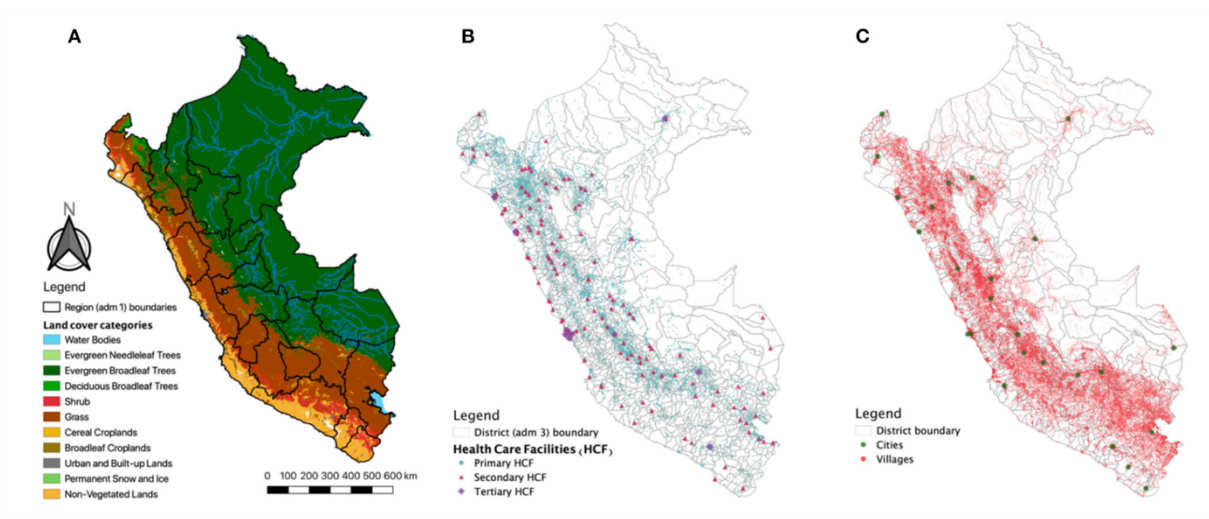 A
B
C
N
Legend
Region (adm 1) boundaries
Land cover categories
Water Bodies
Evergreen Needleleaf Trees
Evergreen Broadleaf Trees
Deciduous Broadleaf Trees
Shrub
Grass
Cereal Croplands
Broadleaf Croplands
Urban and Built-up Lands
Permanent Snow and Ice
Non-Vegetated Lands
0 100 200 300 400 500 600 km
Legend
District (adm 3) boundary
Health Care Facilities (HCF)
Primary HCF
Secondary HCF
Tertiary HCF
Legend
District boundary
Cities
Villages